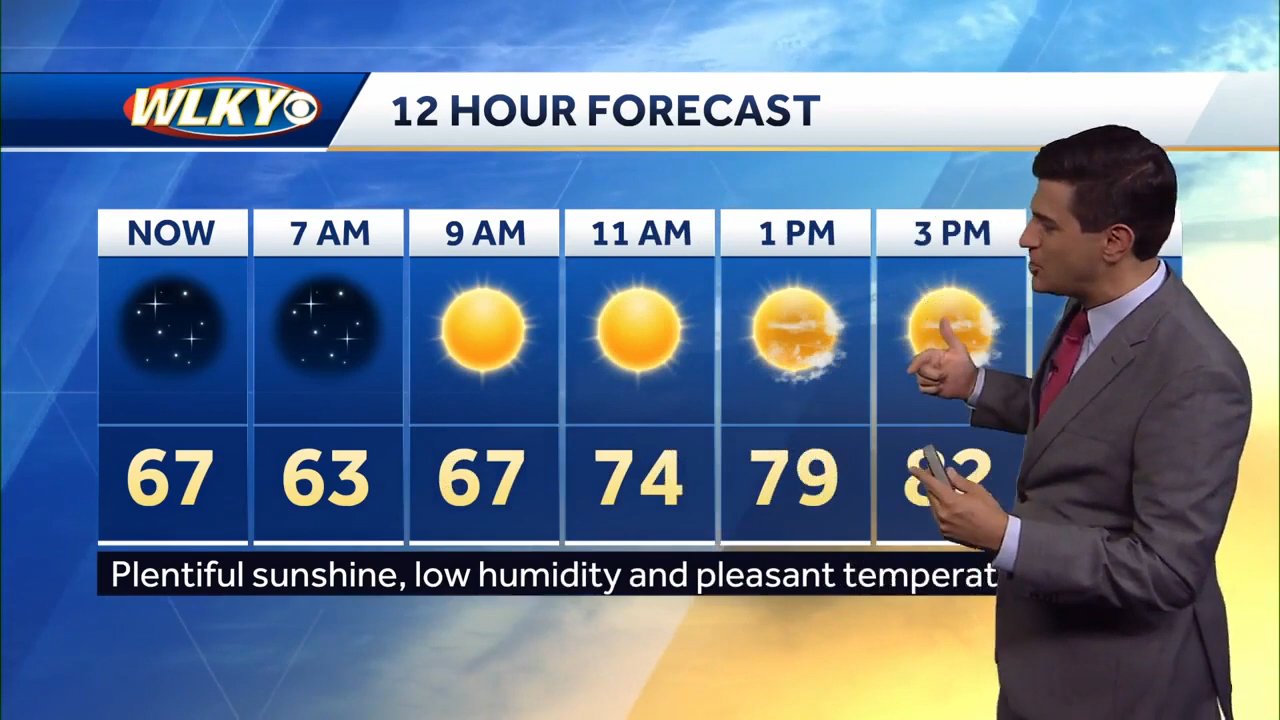 WLKY
12 HOUR FORECAST
NOW 7 AM 9 AM 11 AM 1 PM 3 PM
67 63 67 74 79 82
Plentiful sunshine, low humidity and pleasant temperat